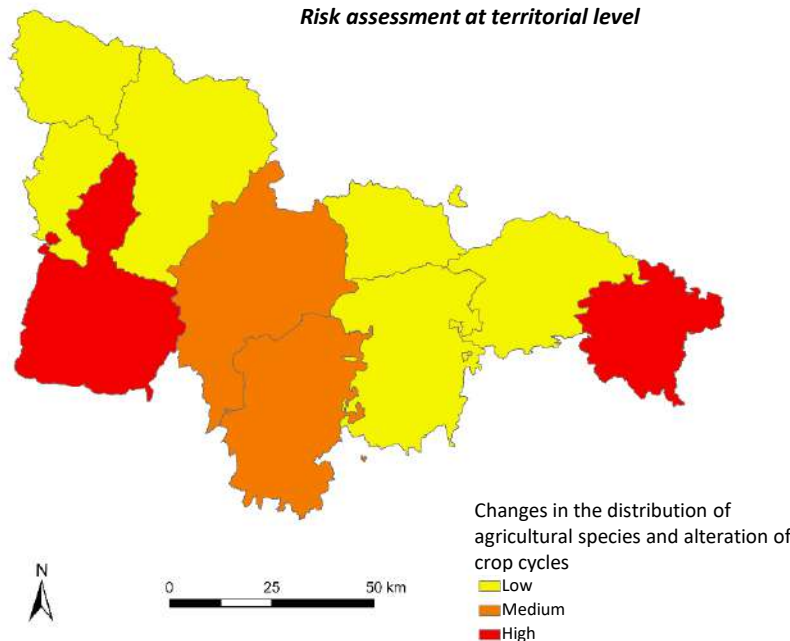 Risk assessment at territorial level
Changes in the distribution of
agricultural species and alteration of
crop cycles
Low
Medium
High
N
0 25 50 km